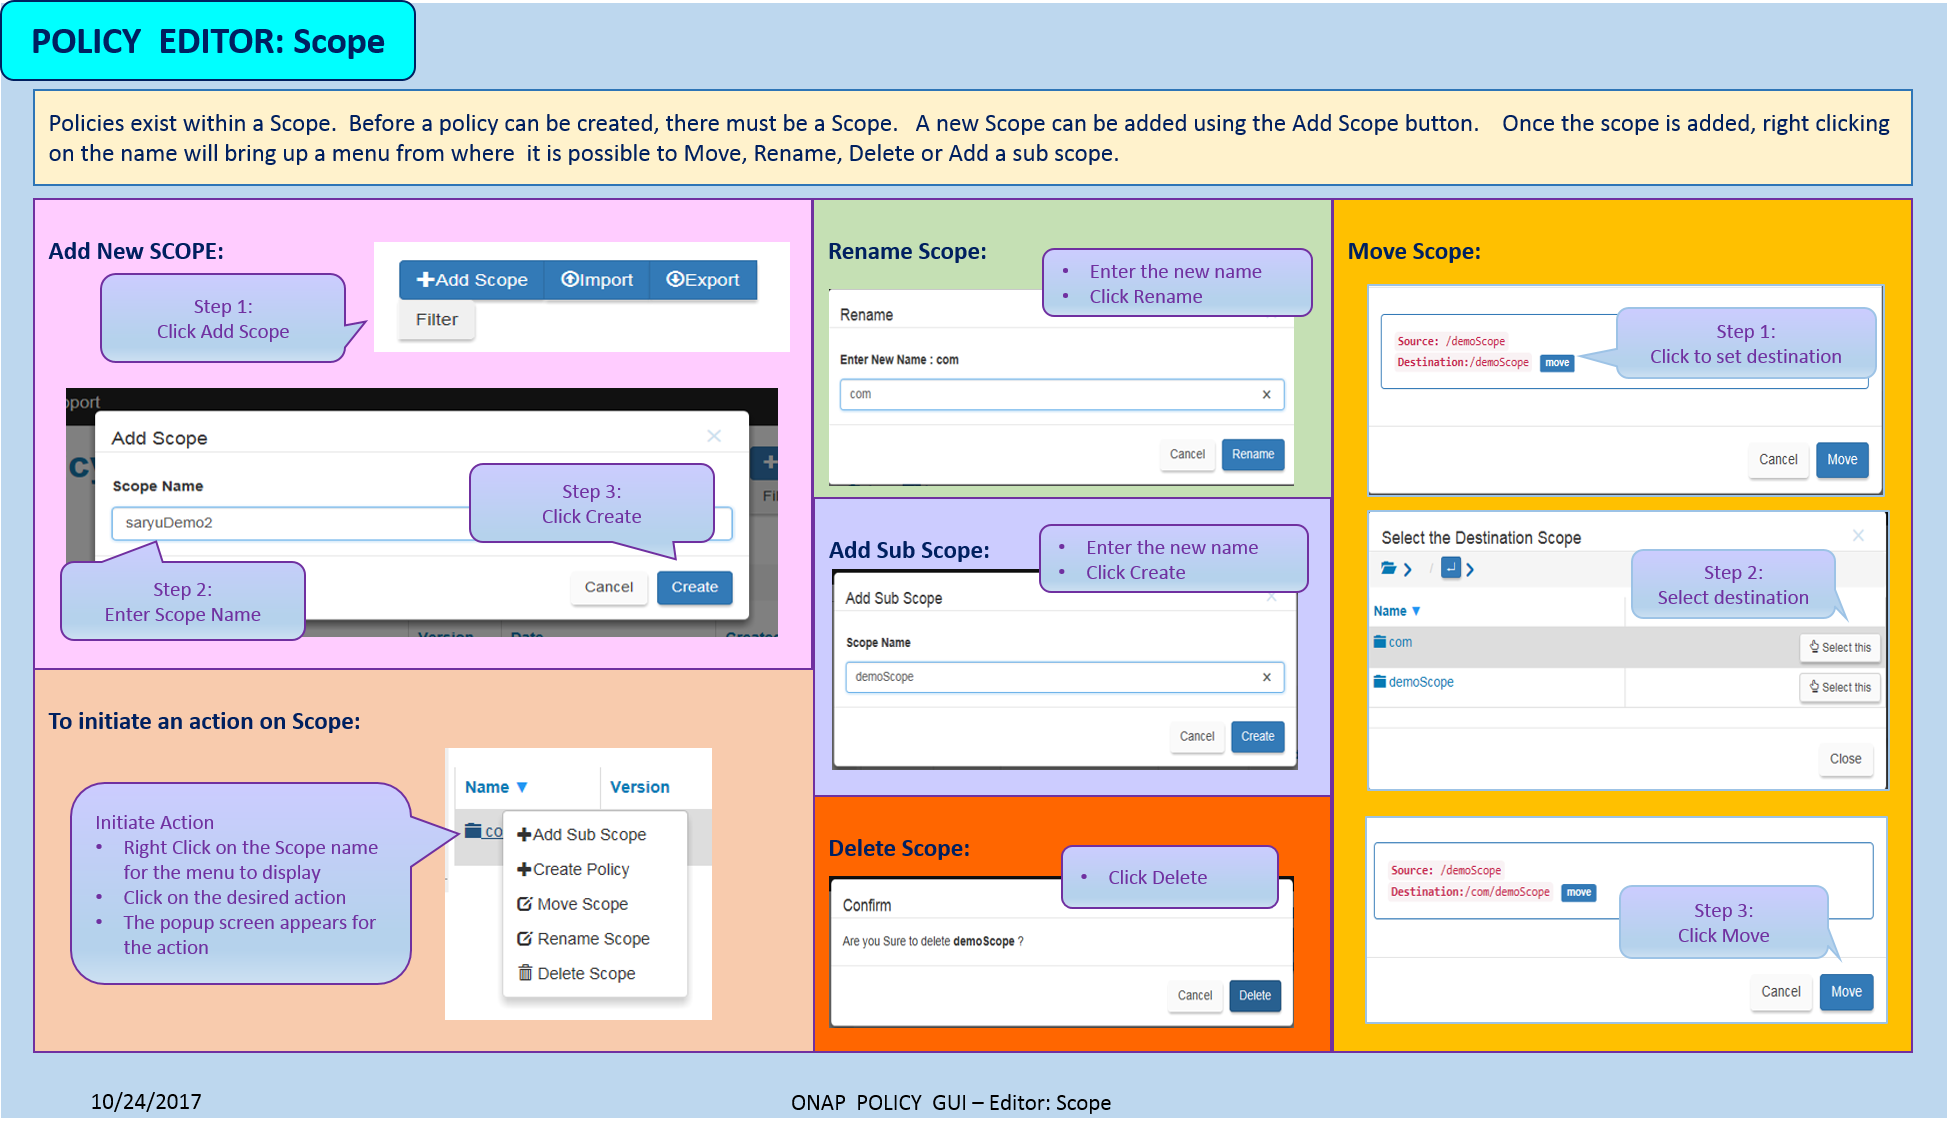 POLICY EDITOR: Scope
Policies exist within a Scope. Before a policy can be created, there must be a Scope. A new Scope can be added using the Add Scope button. Once the scope is added, right clicking
on the name will bring up a menu from where it is possible to Move, Rename, Delete or Add a sub scope.
Add New SCOPE:
Step 1:
Click Add Scope
Add Scope Import Export
Filter
pport
Add Scope
Scope Name
saryuDemo2
Step 3:
Click Create
Step 2:
Enter Scope Name
Cancel Create
To initiate an action on Scope:
Initiate Action
• Right Click on the Scope name
for the menu to display
• Click on the desired action
• The popup screen appears for
the action
Name ▼ Version
co
Add Sub Scope
Create Policy
Move Scope
Rename Scope
Delete Scope
Rename Scope:
• Enter the new name
• Click Rename
Rename
Enter New Name : com
com x
Cancel Rename
Add Sub Scope:
• Enter the new name
• Click Create
Add Sub Scope
Scope Name
demoScope x
Cancel Create
Delete Scope:
• Click Delete
Confirm
Are you Sure to delete demoScope ?
Cancel Delete
Move Scope:
Source: /demoScope
Destination:/demoScope move
Step 1:
Click to set destination
Cancel Move
Select the Destination Scope
/
Step 2:
Select destination
Name ▼
com Select this
demoScope Select this
Close
Source: /demoScope
Destination:/com/demoScope move
Step 3:
Click Move
Cancel Move
10/24/2017
ONAP POLICY GUI – Editor: Scope